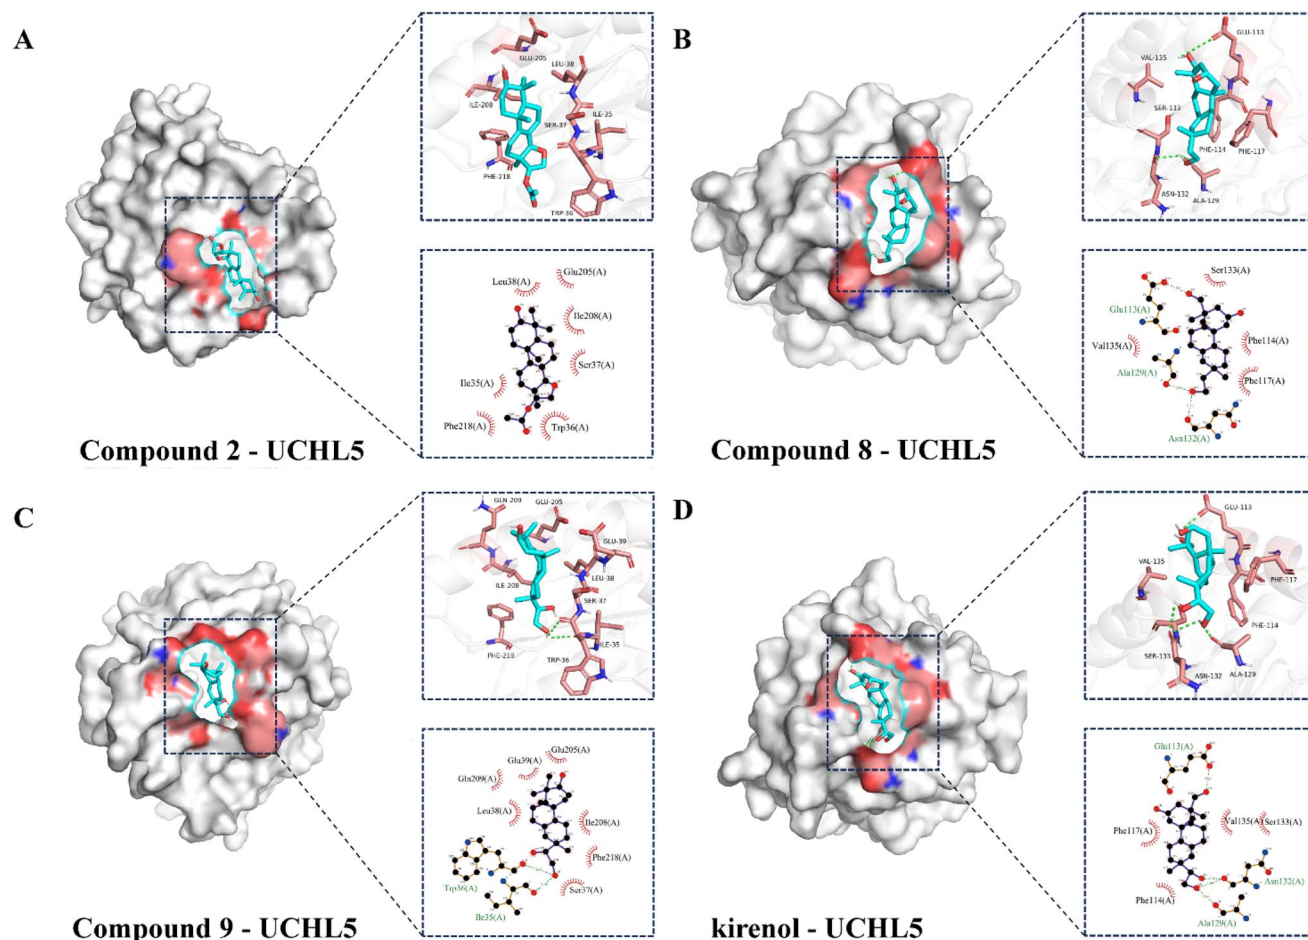 A
GLU-205
LEU-38
ILE-208
SER-37
ILE-35
PHE-218
TRP-36
Leu38(A)
Glu205(A)
Ile208(A)
Ser37(A)
Ile35(A)
Phe218(A)
Trp36(A)
Compound 2 - UCHL5
B
GLU-113
VAL-135
SER-133
PHE-114
PHE-117
ASN-132
ALA-129
Ser133(A)
Glu113(A)
Val135(A)
Phe114(A)
Ala129(A)
Phe117(A)
Asn132(A)
Compound 8 - UCHL5
C
GLN-209
GLU-205
GLU-39
ILE-208
LEU-38
SER-37
PHE-218
ILE-35
TRP-36
Glu205(A)
Glu39(A)
Gln209(A)
Leu38(A)
Ile208(A)
Phe218(A)
Trp36(A)
Ser37(A)
Ile35(A)
Compound 9 - UCHL5
D
GLU-113
VAL-135
PHE-117
PHE-114
SER-133
ASN-132
ALA-129
Glu113(A)
Phe117(A)
Val135(A)
Ser133(A)
Asn132(A)
Phe114(A)
Ala129(A)
kirenol - UCHL5